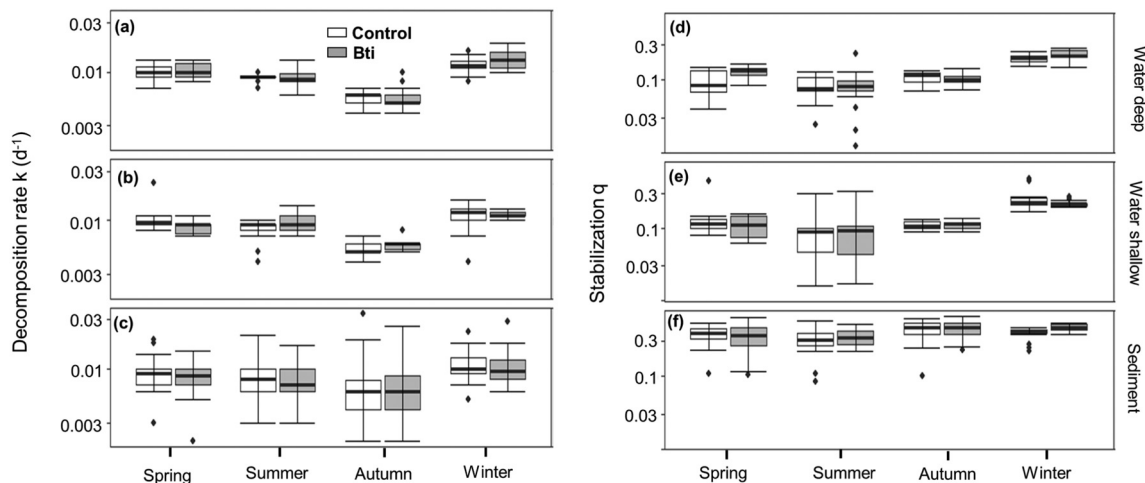 (a)
Control
Bti
0.03
0.01
0.003
(b)
0.03
0.01
0.003
(c)
0.03
0.01
0.003
Decomposition rate k (d⁻¹)
Spring
Summer
Autumn
Winter
(d)
0.3
0.1
0.03
Water deep
(e)
0.3
0.1
0.03
Water shallow
(f)
0.3
0.1
0.03
Sediment
Stabilization q
Spring
Summer
Autumn
Winter